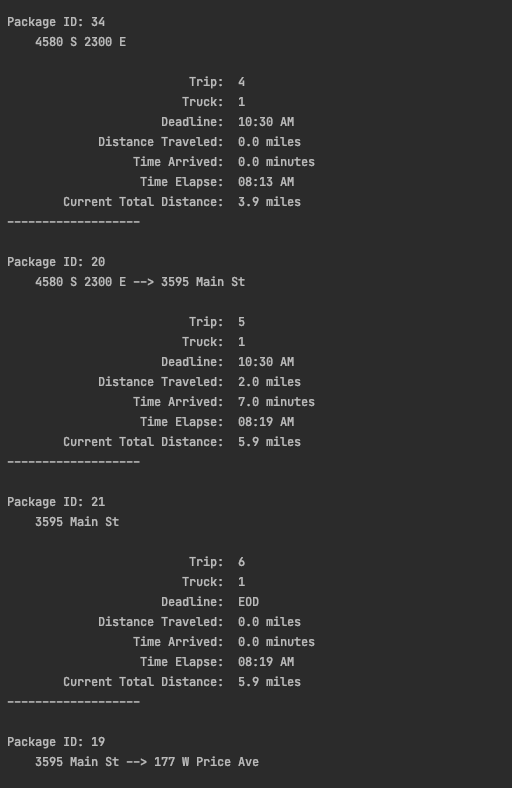 Package ID: 34
4580 S 2300 E
Trip: 4
Truck: 1
Deadline: 10:30 AM
Distance Traveled: 0.0 miles
Time Arrived: 0.0 minutes
Time Elapse: 08:13 AM
Current Total Distance: 3.9 miles
--------------------
Package ID: 20
4580 S 2300 E --> 3595 Main St
Trip: 5
Truck: 1
Deadline: 10:30 AM
Distance Traveled: 2.0 miles
Time Arrived: 7.0 minutes
Time Elapse: 08:19 AM
Current Total Distance: 5.9 miles
--------------------
Package ID: 21
3595 Main St
Trip: 6
Truck: 1
Deadline: EOD
Distance Traveled: 0.0 miles
Time Arrived: 0.0 minutes
Time Elapse: 08:19 AM
Current Total Distance: 5.9 miles
--------------------
Package ID: 19
3595 Main St --> 177 W Price Ave